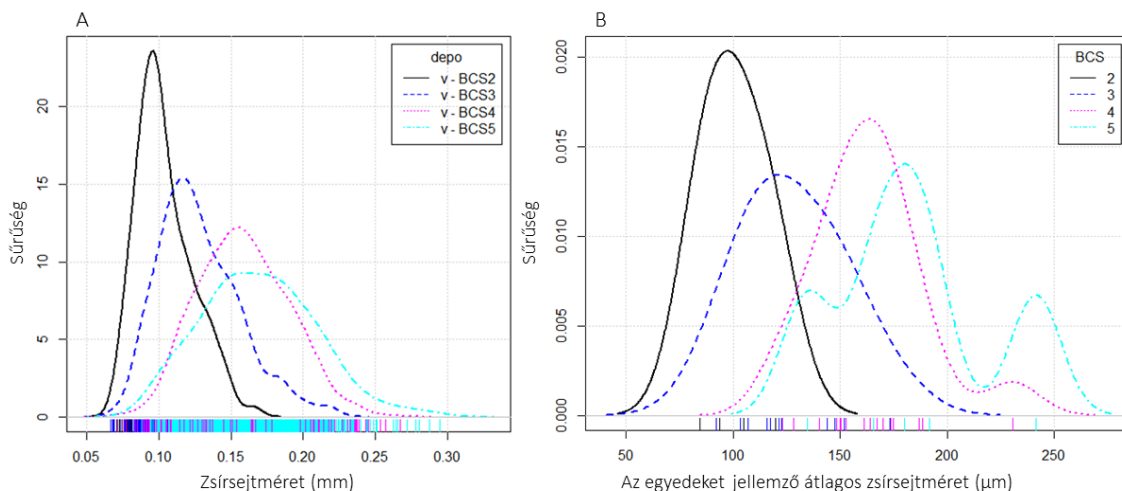 A
depo
v - BCS2
v - BCS3
v - BCS4
v - BCS5
Sűrűség
20
15
10
5
0
0.05 0.10 0.15 0.20 0.25 0.30
Zsírsejtméret (mm)
B
BCS
2
3
4
5
Sűrűség
0.020
0.015
0.010
0.005
0.000
50 100 150 200 250
Az egyedeket jellemző átlagos zsírsejtméret (μm)